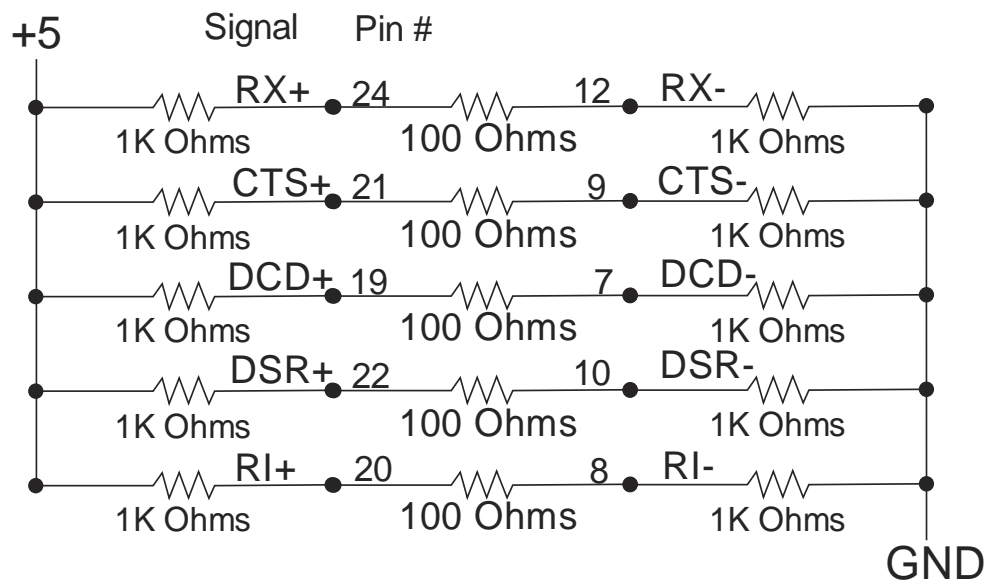 +5 Signal Pin #
RX+ 24 12 RX-
1K Ohms 100 Ohms 1K Ohms
CTS+ 21 9 CTS-
1K Ohms 100 Ohms 1K Ohms
DCD+ 19 7 DCD-
1K Ohms 100 Ohms 1K Ohms
DSR+ 22 10 DSR-
1K Ohms 100 Ohms 1K Ohms
RI+ 20 8 RI-
1K Ohms 100 Ohms 1K Ohms
GND